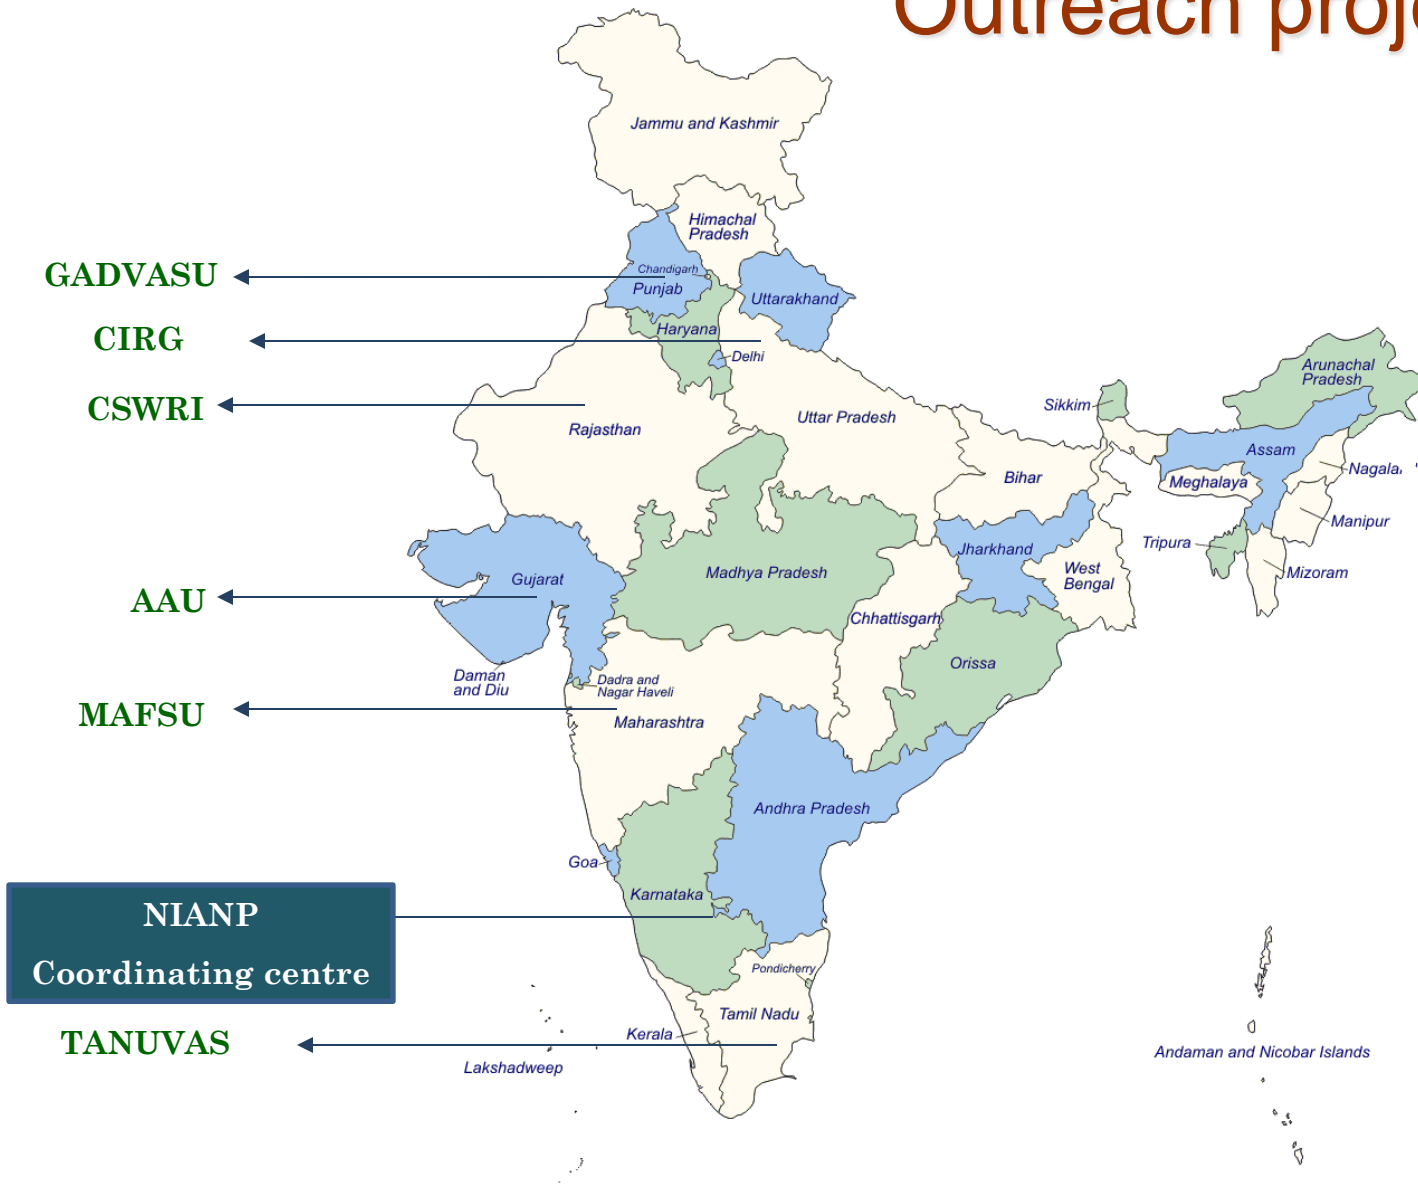 Outreach
Jammu and Kashmir
Himachal
Pradesh
GADVASU
Chandigarh
Punjab
Uttarakhand
CIRG
Haryana
Delhi
CSWRI
Rajasthan
Uttar Pradesh
Sikkim
Arunachal
Pradesh
Assam
Bihar
Meghalaya
Manipur
Tripura
Jharkhand
West
Bengal
Mizoram
Gujarat
Madhya Pradesh
AAU
Chhattisgarh
Orissa
Daman
and Diu
Dadra and
Nagar Haveli
MAFSU
Maharashtra
Andhra Pradesh
Goa
Karnataka
NIANP
Coordinating centre
Pondicherry
Tamil Nadu
TANUVAS
Kerala
Lakshadweep
Andaman and Nicobar Islands